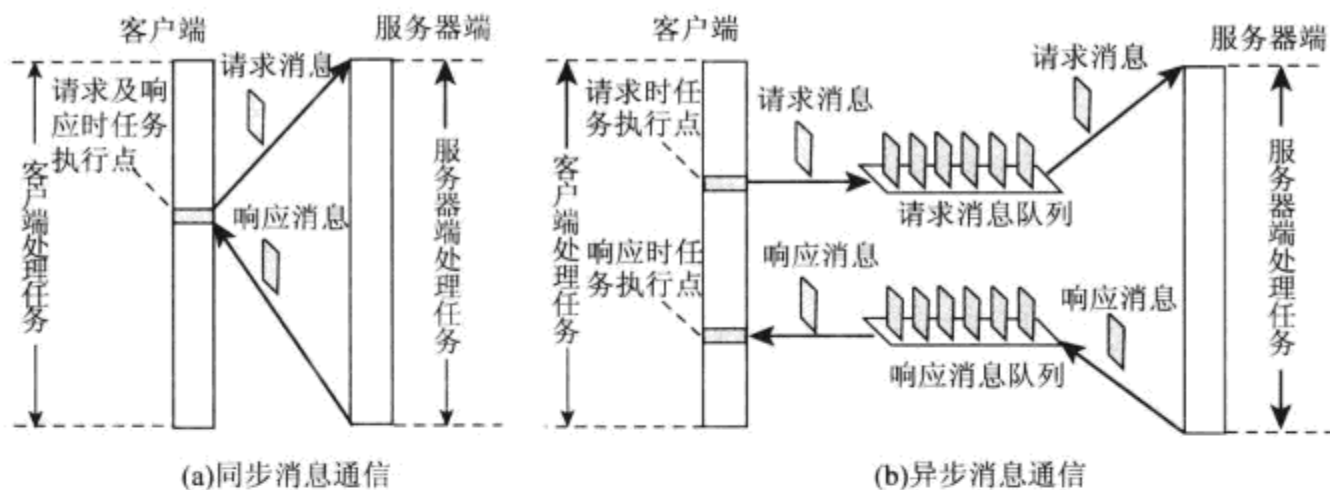 客户端
服务器端
请求消息
请求及响
应时任务
执行点
客户端处理任务
响应消息
服务器端处理任务
(a)同步消息通信
客户端
服务器端
请求时任
务执行点
请求消息
请求消息
客户端处理任务
请求消息队列
服务器端处理任务
响应时任
务执行点
响应消息
响应消息
响应消息队列
(b)异步消息通信